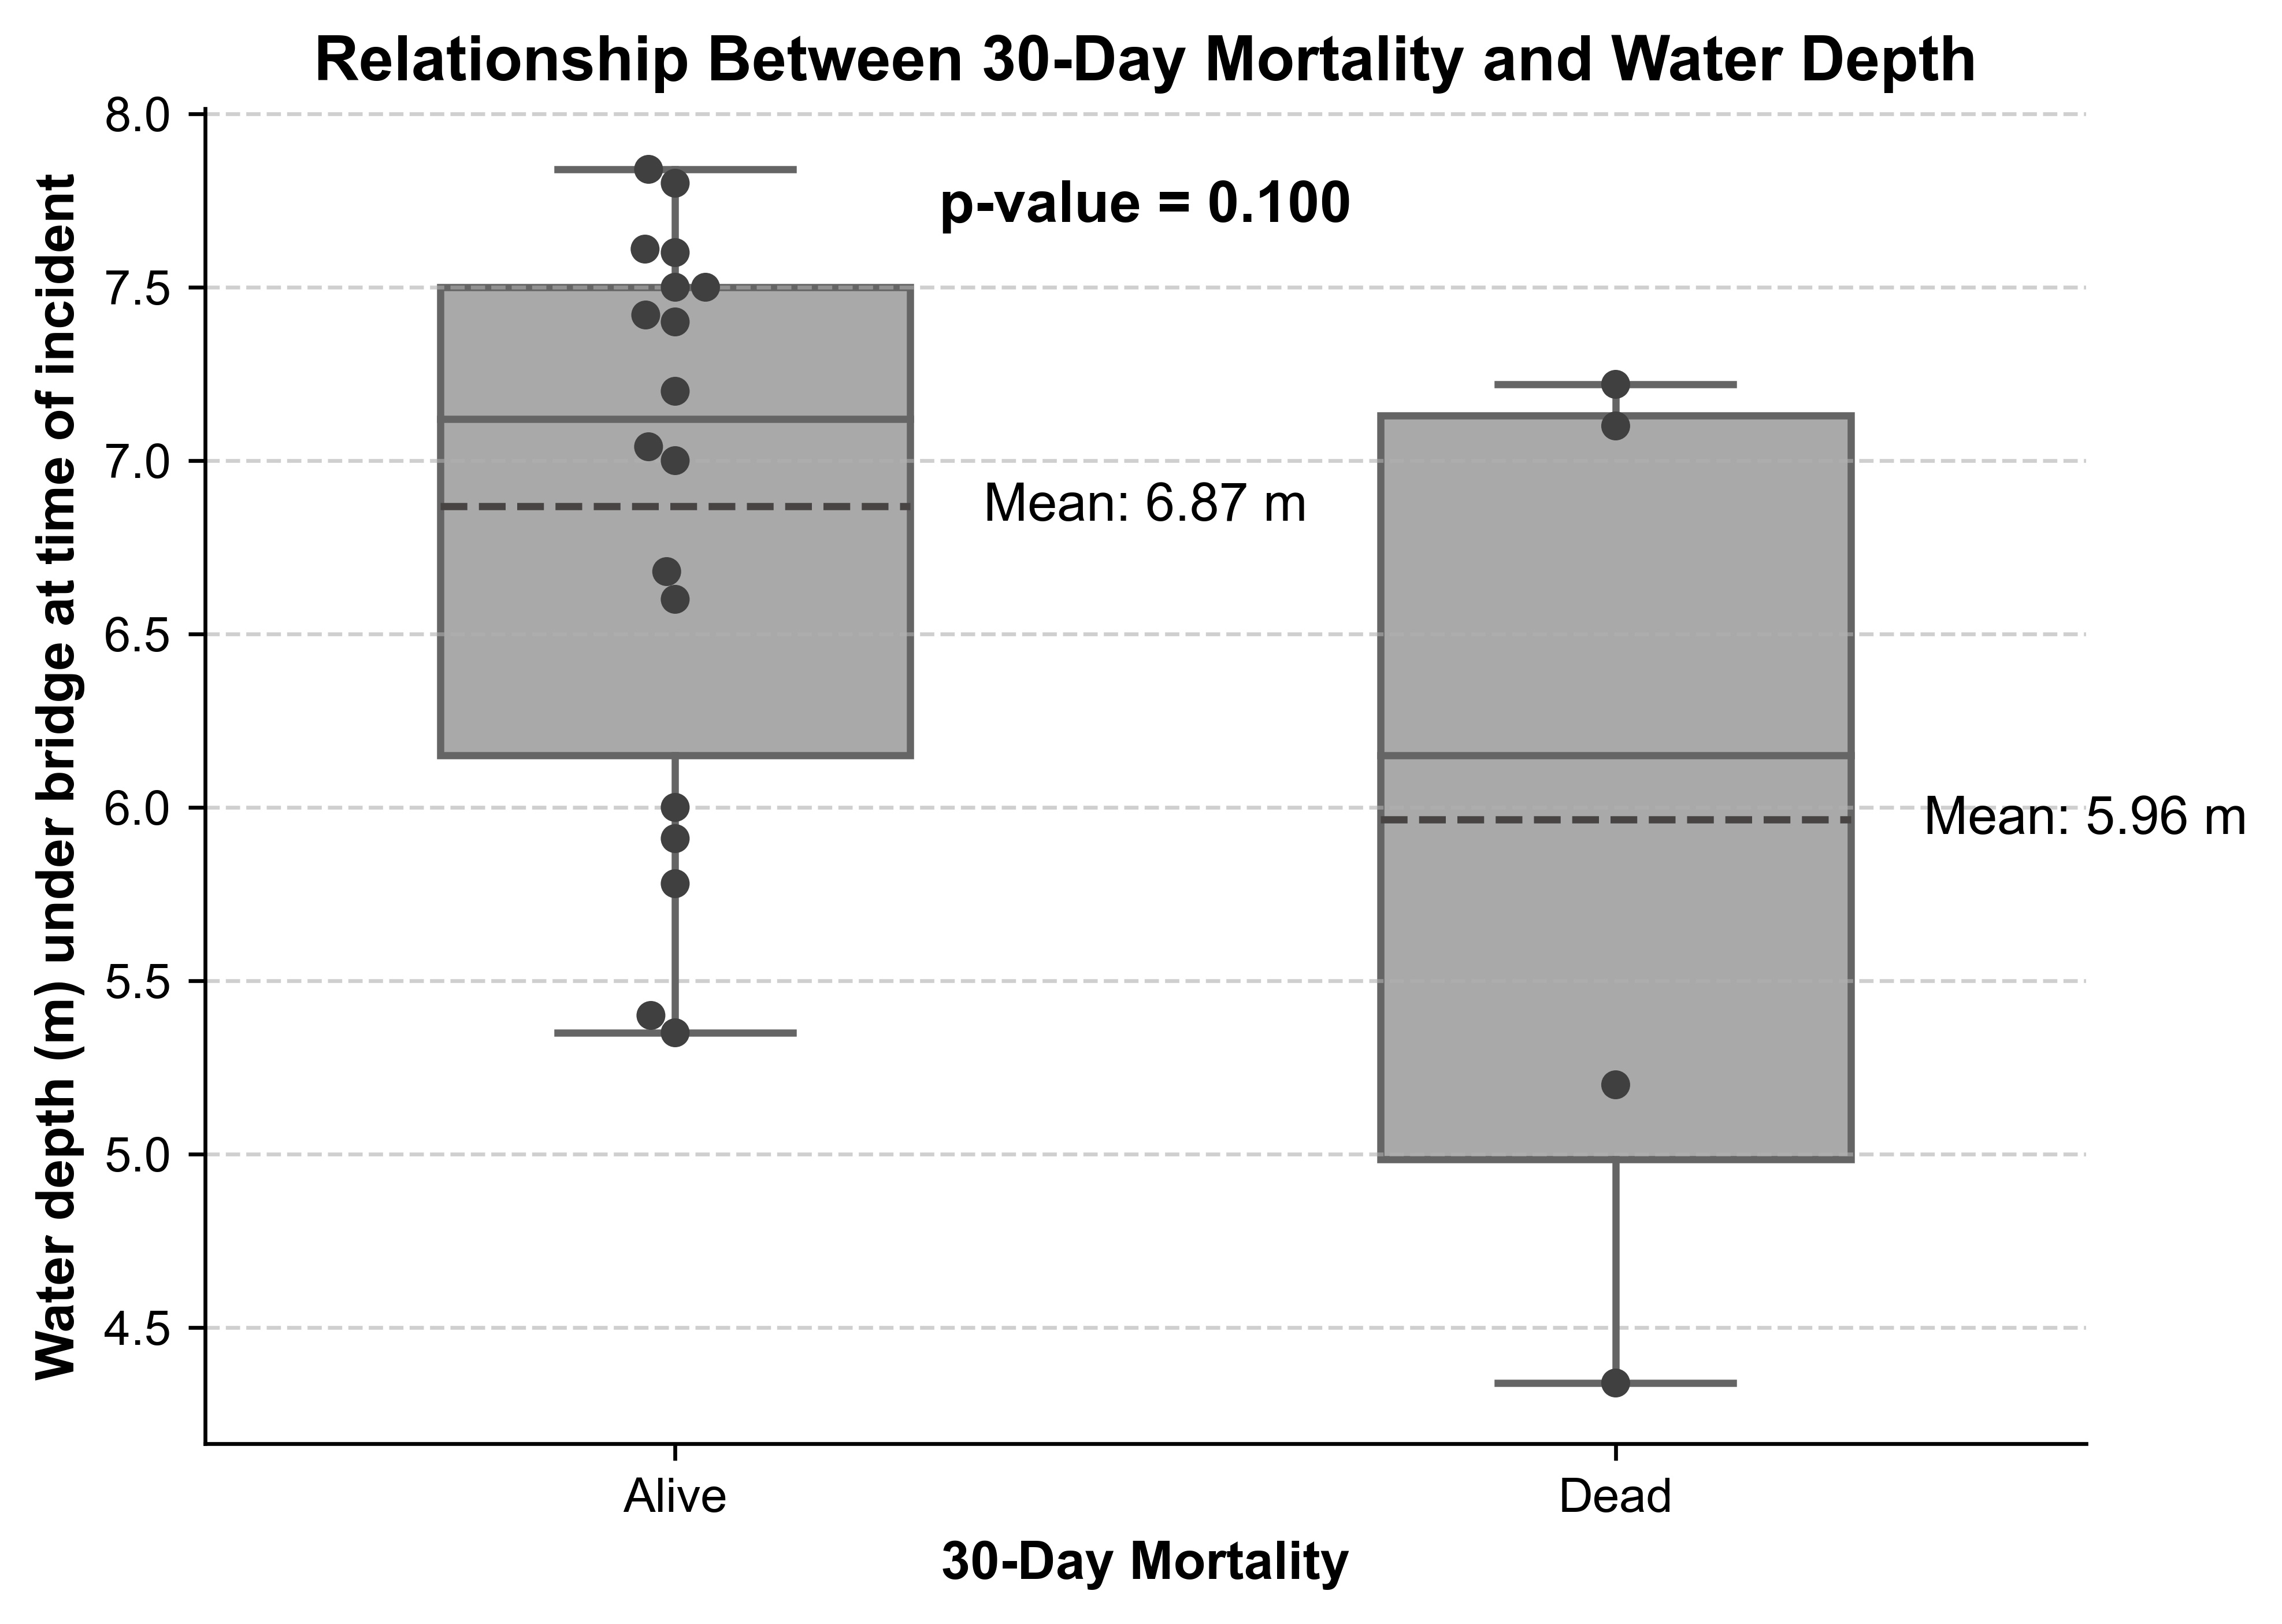 Relationship Between 30-Day Mortality and Water Depth
Water depth (m) under bridge at time of incident
8.0
7.5
7.0
6.5
6.0
5.5
5.0
4.5
p-value = 0.100
Mean: 6.87 m
Mean: 5.96 m
Alive
Dead
30-Day Mortality